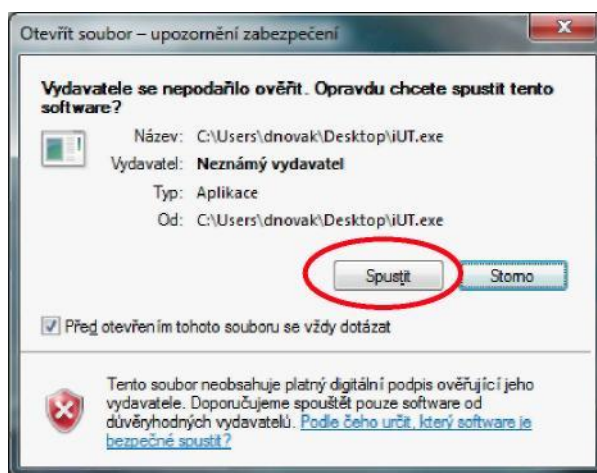 Otevřít soubor – upozornění zabezpečení
Vydavatele se nepodařilo ověřit. Opravdu chcete spustit tento
software?
Název: C:\Users\dnovak\Desktop\iUT.exe
Vydavatel: Neznámý vydavatel
Typ: Aplikace
Od: C:\Users\dnovak\Desktop\iUT.exe
Spustit Storno
Před otevřením tohoto souboru se vždy dotázat
Tento soubor neobsahuje platný digitální podpis ověřující jeho
vydavatele. Doporučujeme spouštět pouze software od
důvěryhodných vydavatelů. Podle čeho určit, který software je
bezpečné spustit?